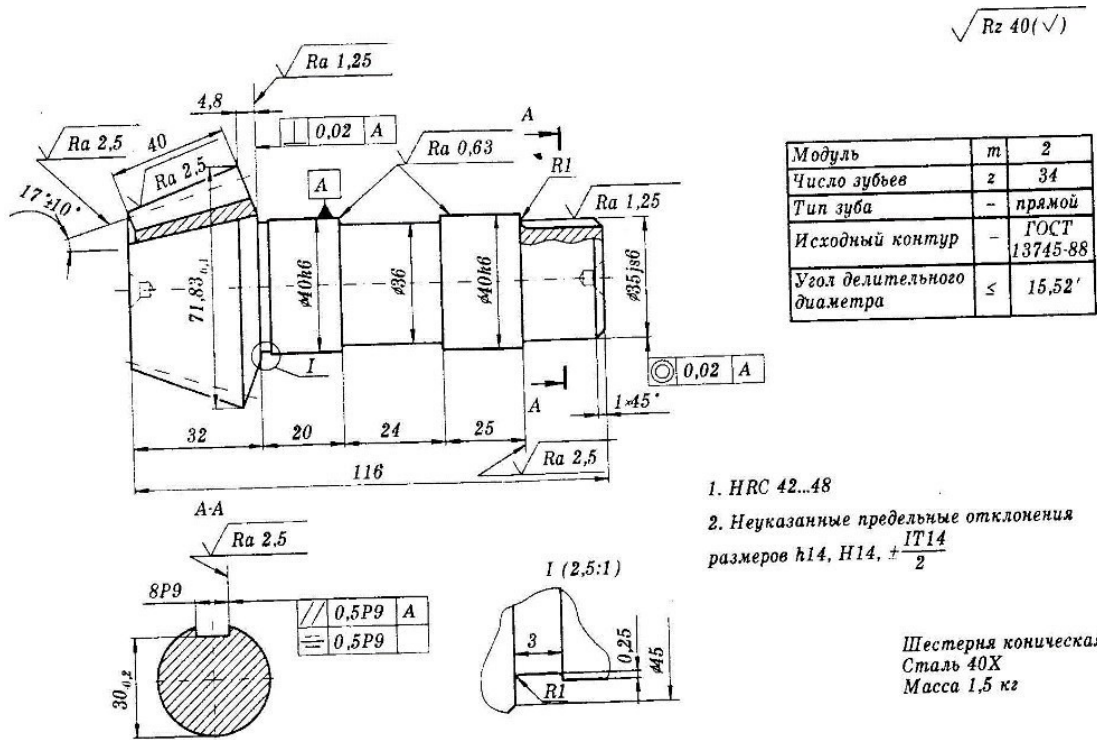 Rz 40(√)
Ra 1,25
4,8
⊥ 0,02 A
A
Ra 2,5
40
Ra 2,5
Ra 0,63
R1
Ra 1,25
17°±10°
A
71,83₋₀,₁
⌀40k6
⌀36
⌀40k6
⌀35js6
◎ 0,02 A
I
A
1×45°
32
20
24
25
Ra 2,5
116
Модуль m 2
Число зубьев z 34
Тип зуба – прямой
Исходный контур – ГОСТ
13745-88
Угол делительного
диаметра ≤ 15,52′
1. HRC 42...48
2. Неуказанные предельные отклонения
размеров h14, H14, ± IT14
2
A-A
Ra 2,5
8P9
// 0,5P9 A
0,5P9
30₋₀,₂
I (2,5:1)
3
0,25
⌀45
R1
Шестерня коническая
Сталь 40Х
Масса 1,5 кг